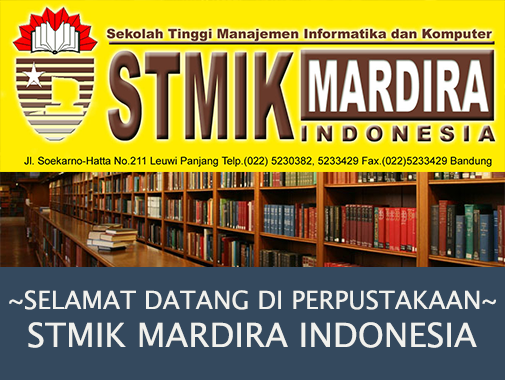 Sekolah Tinggi Manajemen Informatika dan Komputer
STMIK MARDIRA
INDONESIA
Jl. Soekarno-Hatta No.211 Leuwi Panjang Telp.(022) 5230382, 5233429 Fax.(022)5233429 Bandung
~SELAMAT DATANG DI PERPUSTAKAAN~
STMIK MARDIRA INDONESIA